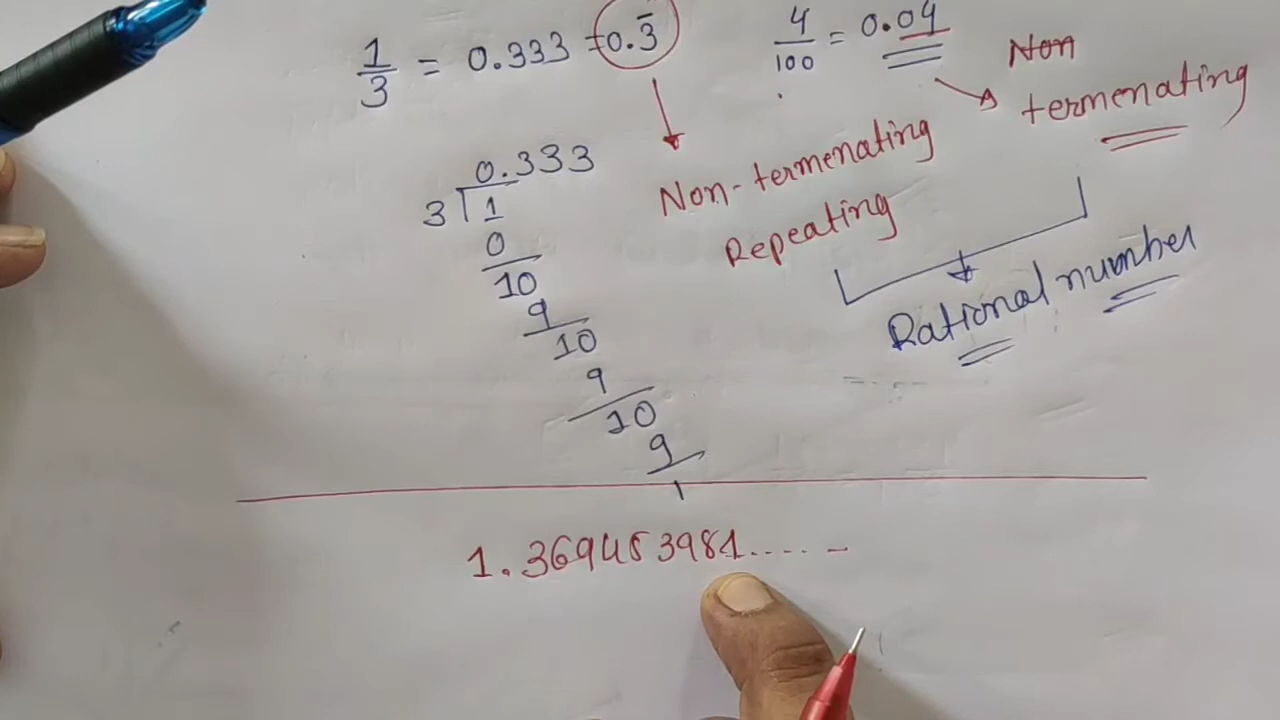 1/3 = 0.333 = 0.3̄
4/100 = 0.04
Non
termenating
Non-termenating
Repeating
Rational number
0.333
3 1
0
10
9
10
9
10
9
1
1.369453981.....-